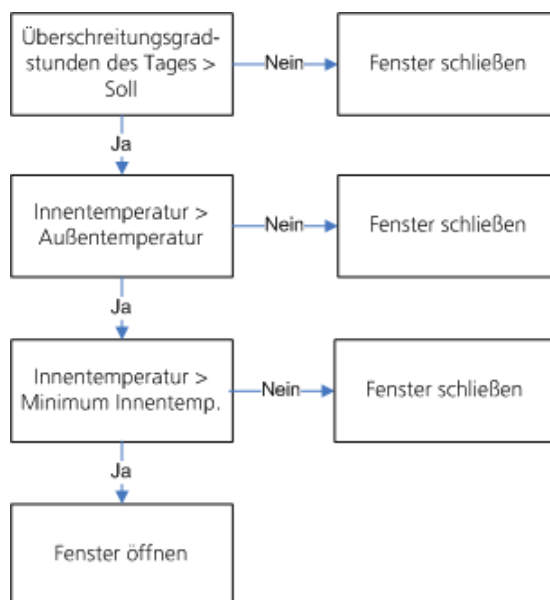 Überschreitungsgrad-
stunden des Tages >
Soll
Nein
Fenster schließen
Ja
Innentemperatur >
Außentemperatur
Nein
Fenster schließen
Ja
Innentemperatur >
Minimum Innentemp.
Nein
Fenster schließen
Ja
Fenster öffnen